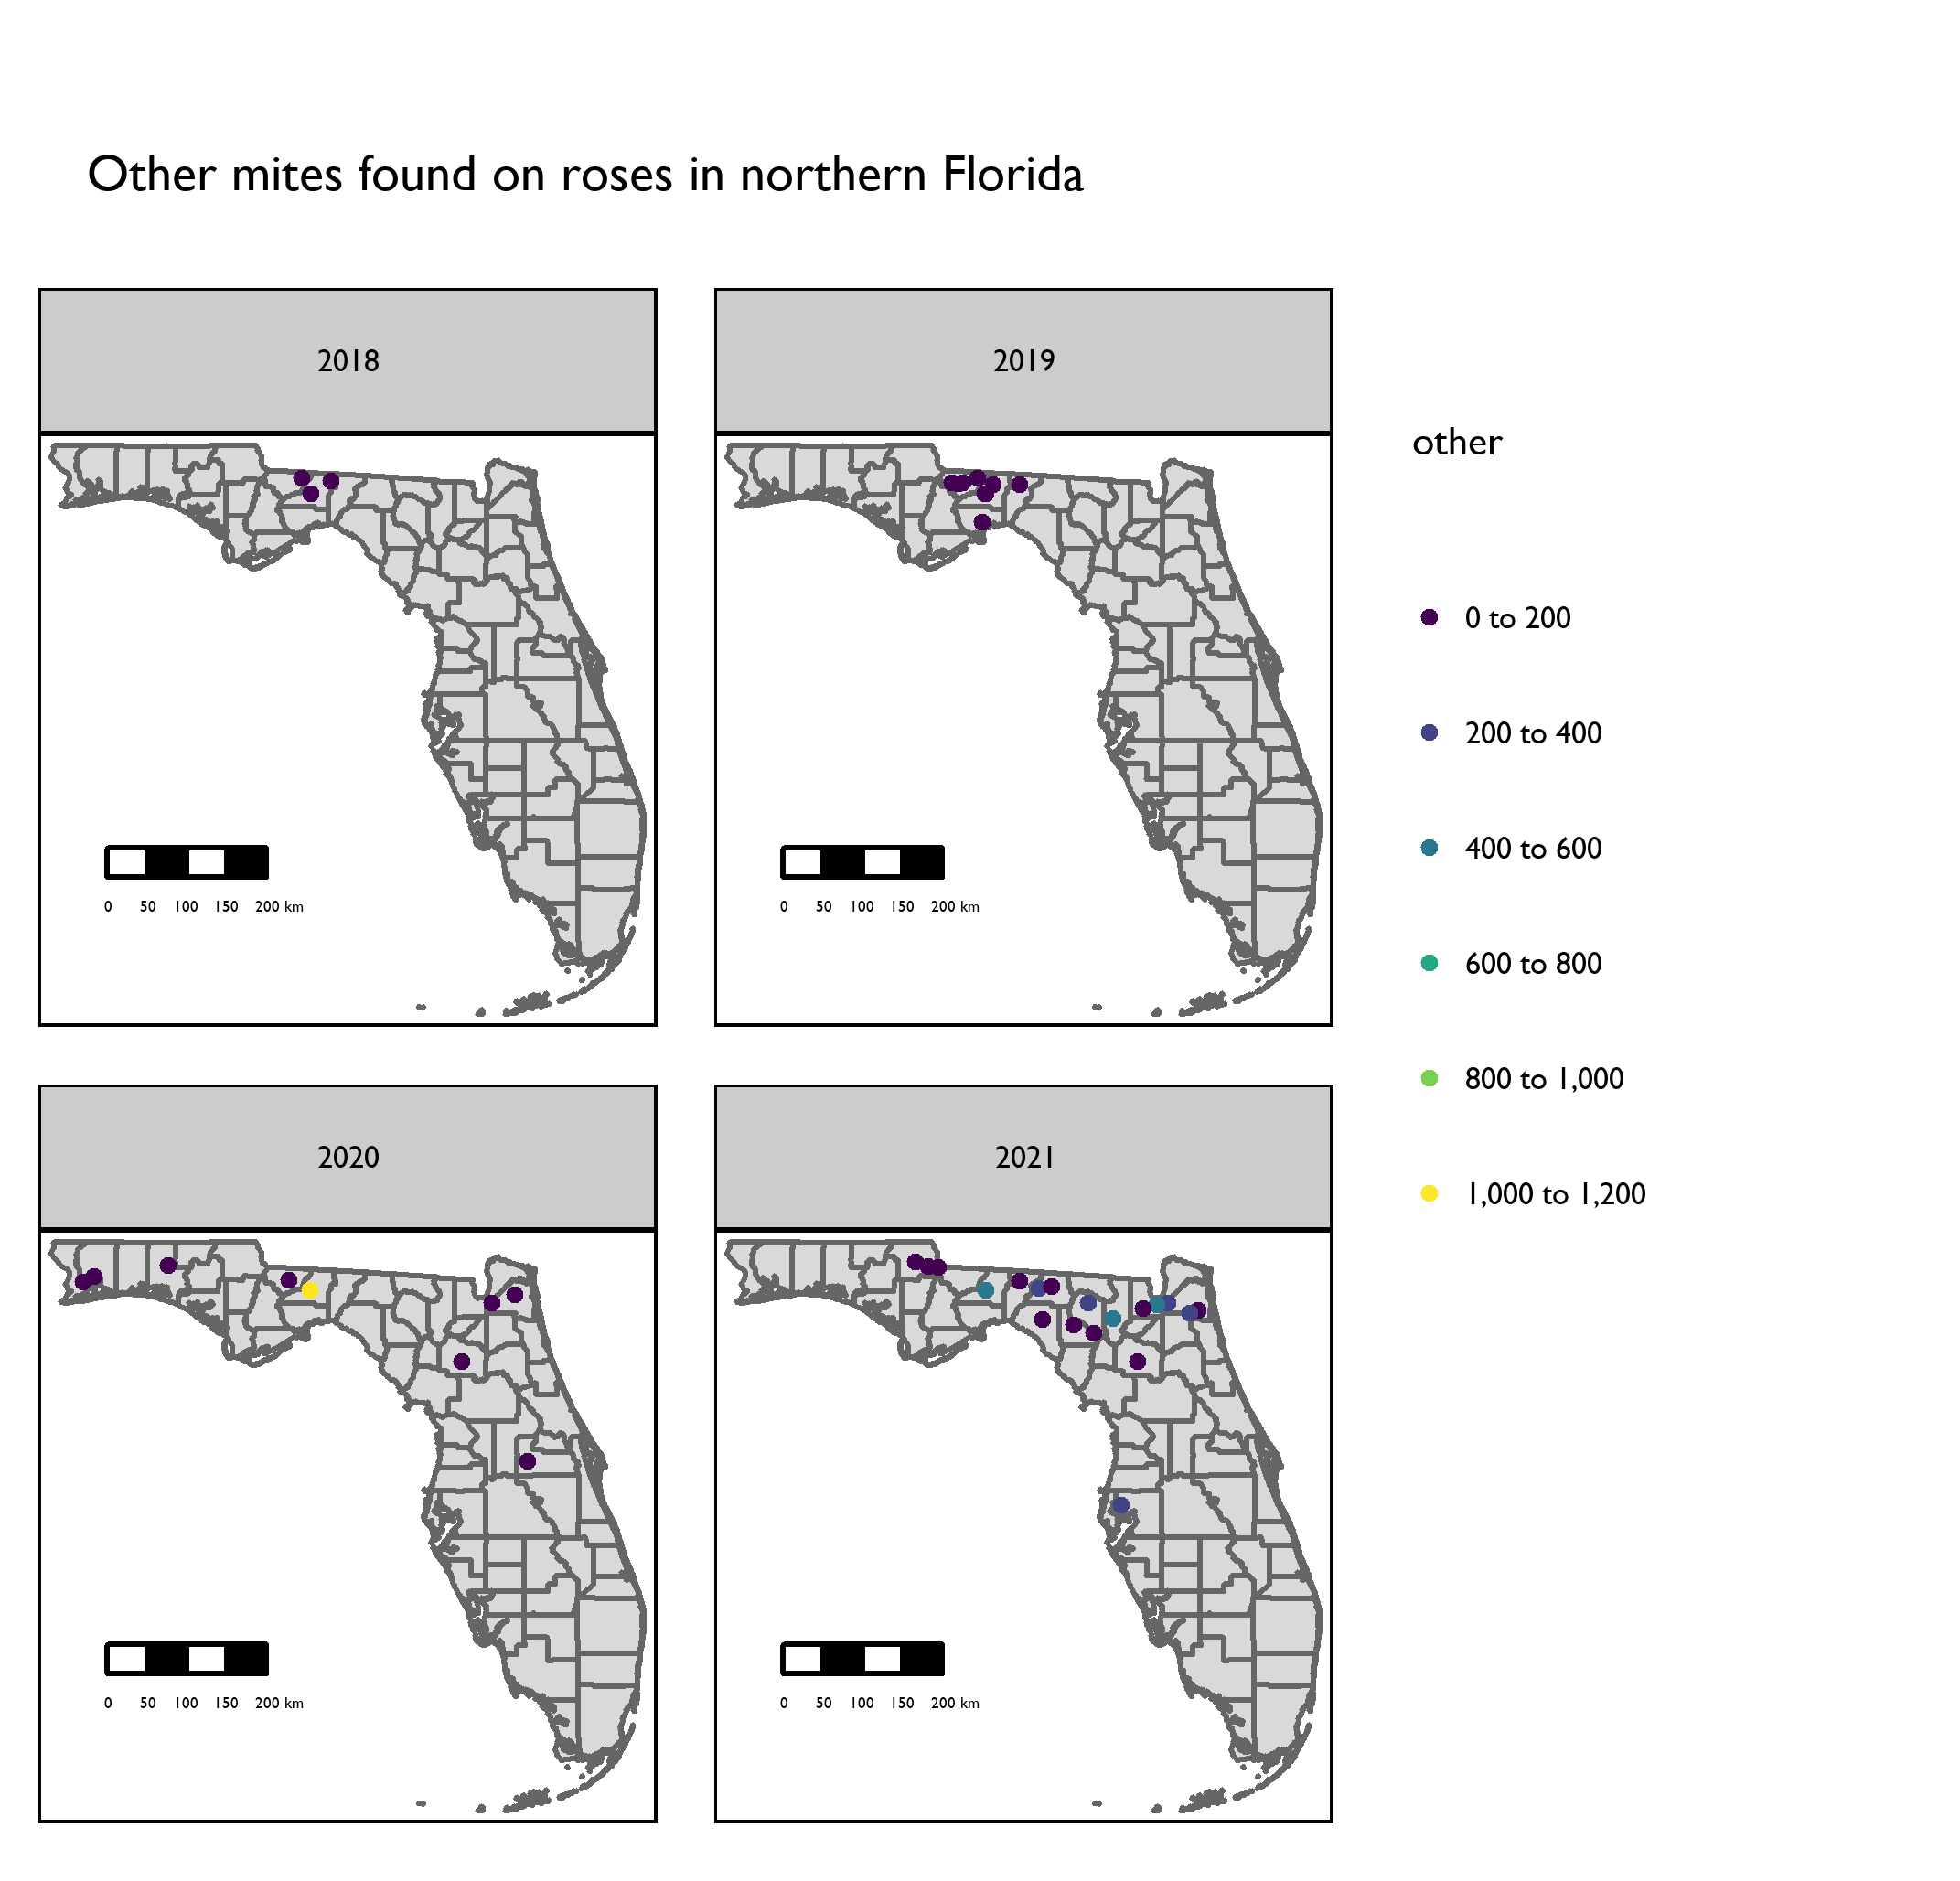 Other mites found on roses in northern Florida
2018
2019
0 50 100 150 200 km
0 50 100 150 200 km
2020
2021
0 50 100 150 200 km
0 50 100 150 200 km
other
0 to 200
200 to 400
400 to 600
600 to 800
800 to 1,000
1,000 to 1,200